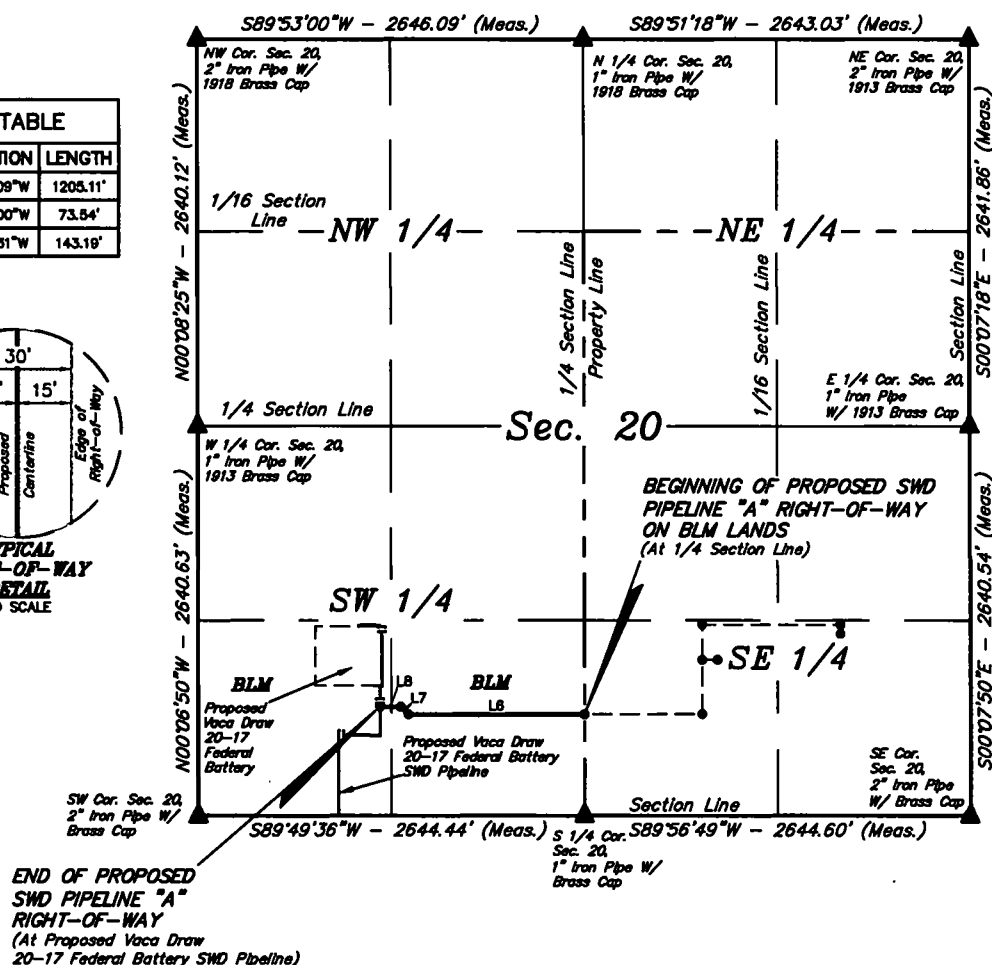 S89°53'00"W - 2646.09' (Meas.)
S89°51'18"W - 2643.03' (Meas.)
NW Cor. Sec. 20,
2" Iron Pipe W/
1918 Brass Cap
N 1/4 Cor. Sec. 20,
1" Iron Pipe W/
1918 Brass Cap
NE Cor. Sec. 20,
2" Iron Pipe W/
1913 Brass Cap
TABLE
LENGTH
1205.11'
73.54'
143.19'
N00°08'25"W - 2640.12' (Meas.)
1/16 Section
Line
NW 1/4
NE 1/4
1/4 Section Line
Property Line
1/16 Section Line
Section Line
S00°07'18"E - 2641.86' (Meas.)
30'
15'
Proposed
Centerline
Edge of
Right-of-Way
DETAIL
SCALE
1/4 Section Line
E 1/4 Cor. Sec. 20,
1" Iron Pipe
W/ 1913 Brass Cap
Sec. 20
W 1/4 Cor. Sec. 20,
1" Iron Pipe W/
1913 Brass Cap
BEGINNING OF PROPOSED SWD
PIPELINE "A" RIGHT-OF-WAY
ON BLM LANDS
(At 1/4 Section Line)
N00°06'50"W - 2640.63' (Meas.)
SW 1/4
SE 1/4
S00°07'50"E - 2640.54' (Meas.)
BLM
L8
L7
BLM
L6
Proposed
Vaca Draw
20-17
Federal
Battery
Proposed Vaca Draw
20-17 Federal Battery
SWD Pipeline
SE Cor.
Sec. 20,
2" Iron Pipe
W/ Brass Cap
SW Cor. Sec. 20,
2" Iron Pipe W/
Brass Cap
Section Line
S89°49'36"W - 2644.44' (Meas.)
S89°56'49"W - 2644.60' (Meas.)
S 1/4 Cor.
Sec. 20,
1" Iron Pipe W/
Brass Cap
END OF PROPOSED
SWD PIPELINE "A"
RIGHT-OF-WAY
(At Proposed Vaca Draw
20-17 Federal Battery SWD Pipeline)